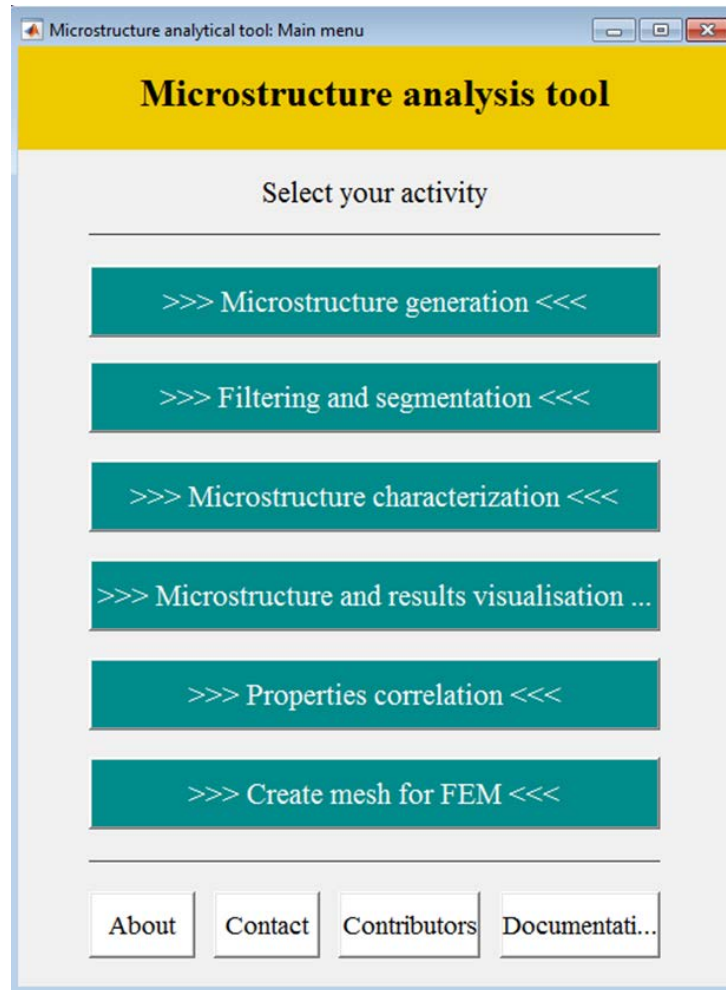 Microstructure analytical tool: Main menu
Microstructure analysis tool
Select your activity
>>> Microstructure generation <<<
>>> Filtering and segmentation <<<
>>> Microstructure characterization <<<
>>> Microstructure and results visualisation ...
>>> Properties correlation <<<
>>> Create mesh for FEM <<<
About Contact Contributors Documentati...